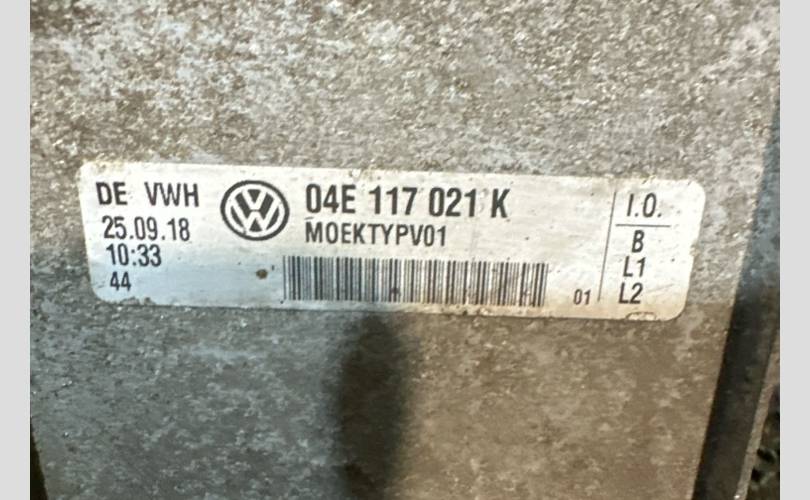 DE VWH
25.09.18
10:33
44
04E 117 021 K
MOEKTYPV01
01
I.O.
B
L1
L2